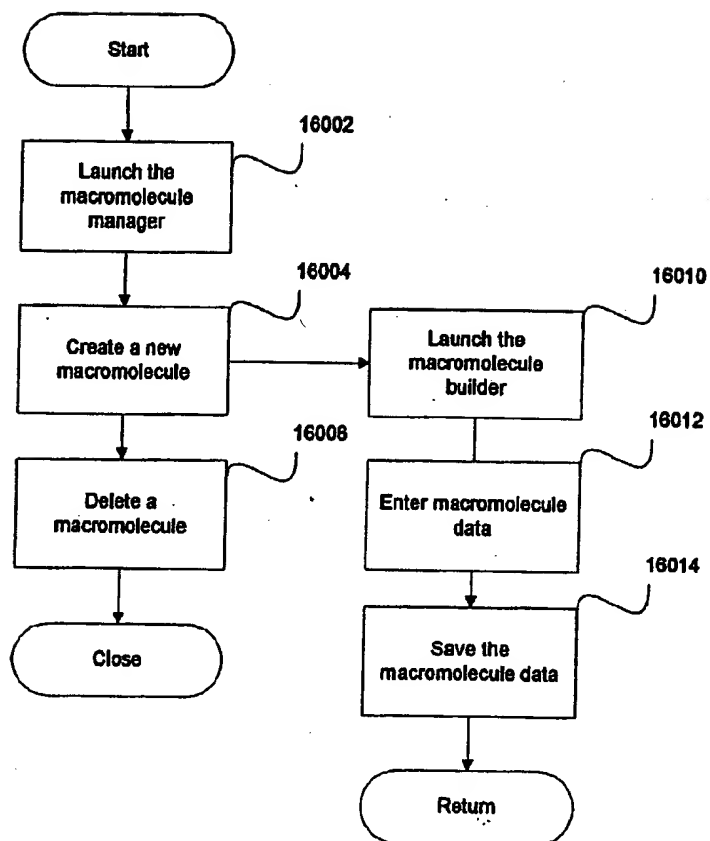 Start
16002
Launch the
macromolecule
manager
16004
Create a new
macromolecule
16008
Delete a
macromolecule
Close
16010
Launch the
macromolecule
builder
16012
Enter macromolecule
data
16014
Save the
macromolecule data
Return